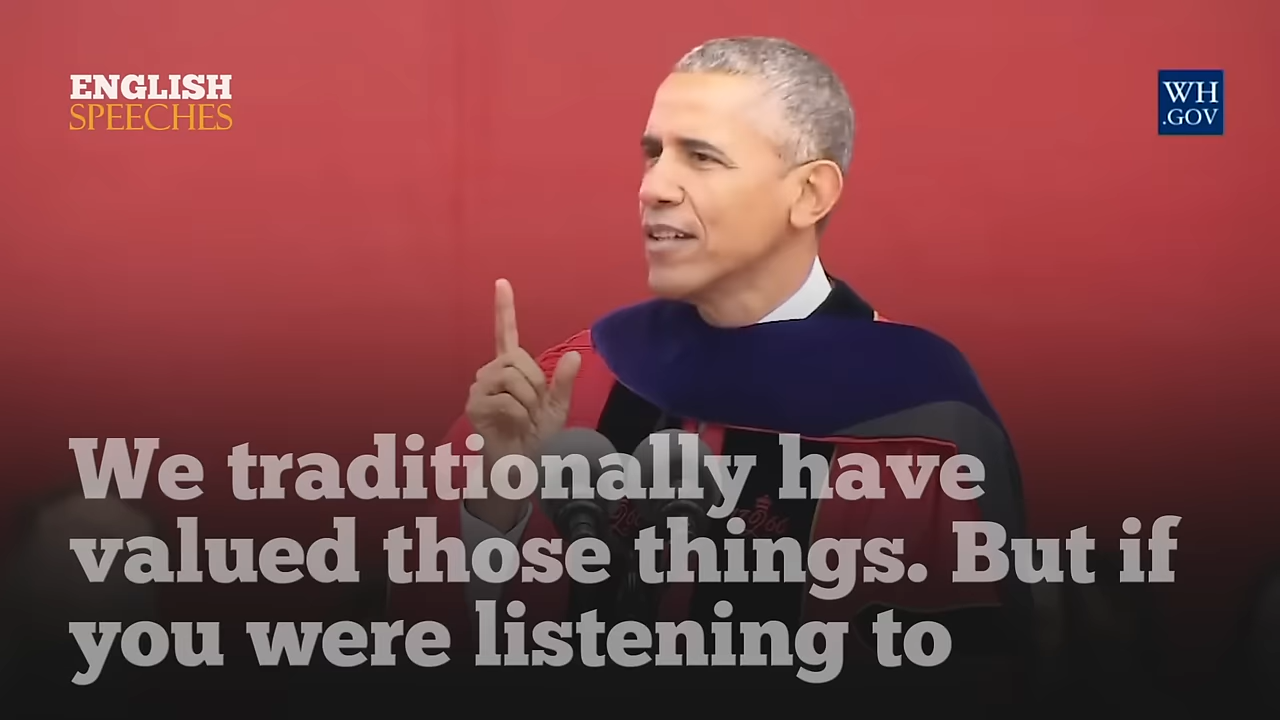 ENGLISH
SPEECHES
WH
.GOV
We traditionally have
valued those things. But if
you were listening to